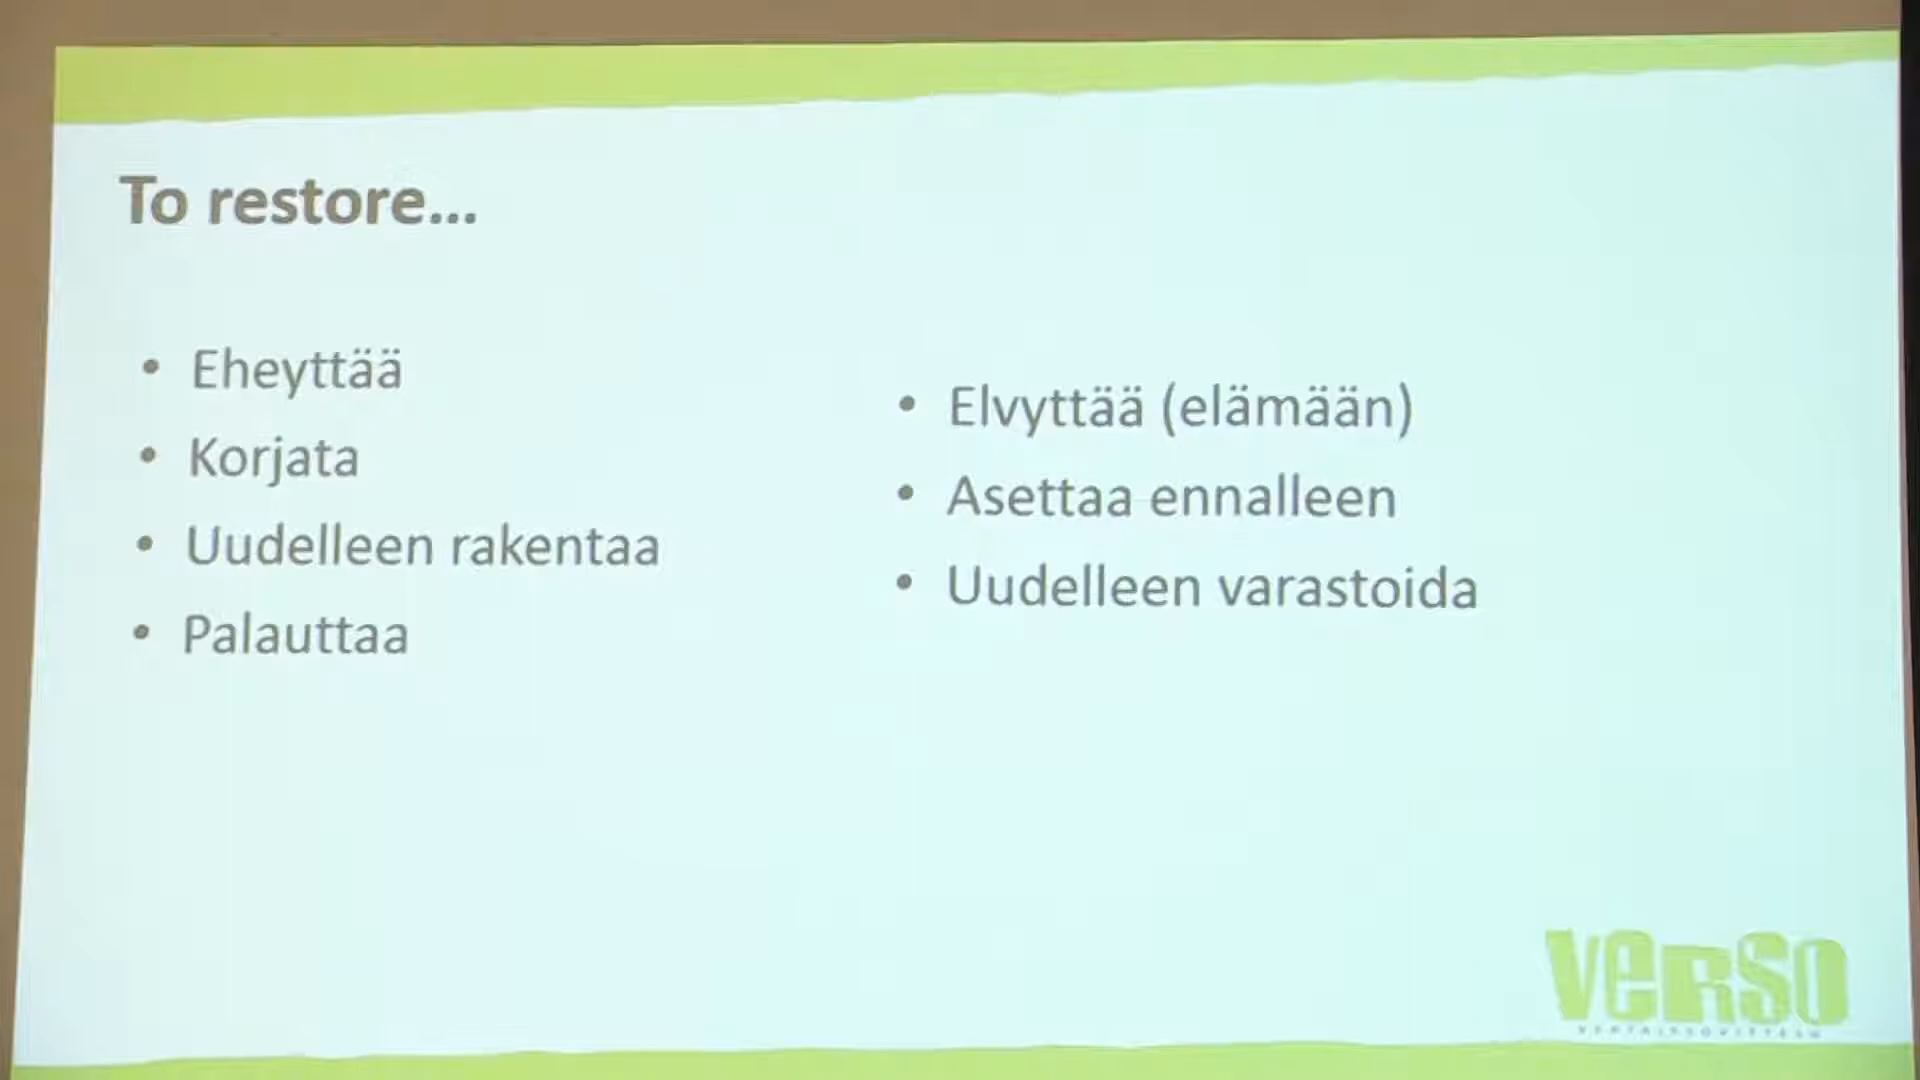 To restore...
• Eheyttää
• Korjata
• Uudelleen rakentaa
• Palauttaa
• Elvyttää (elämään)
• Asettaa ennalleen
• Uudelleen varastoida
VERSO